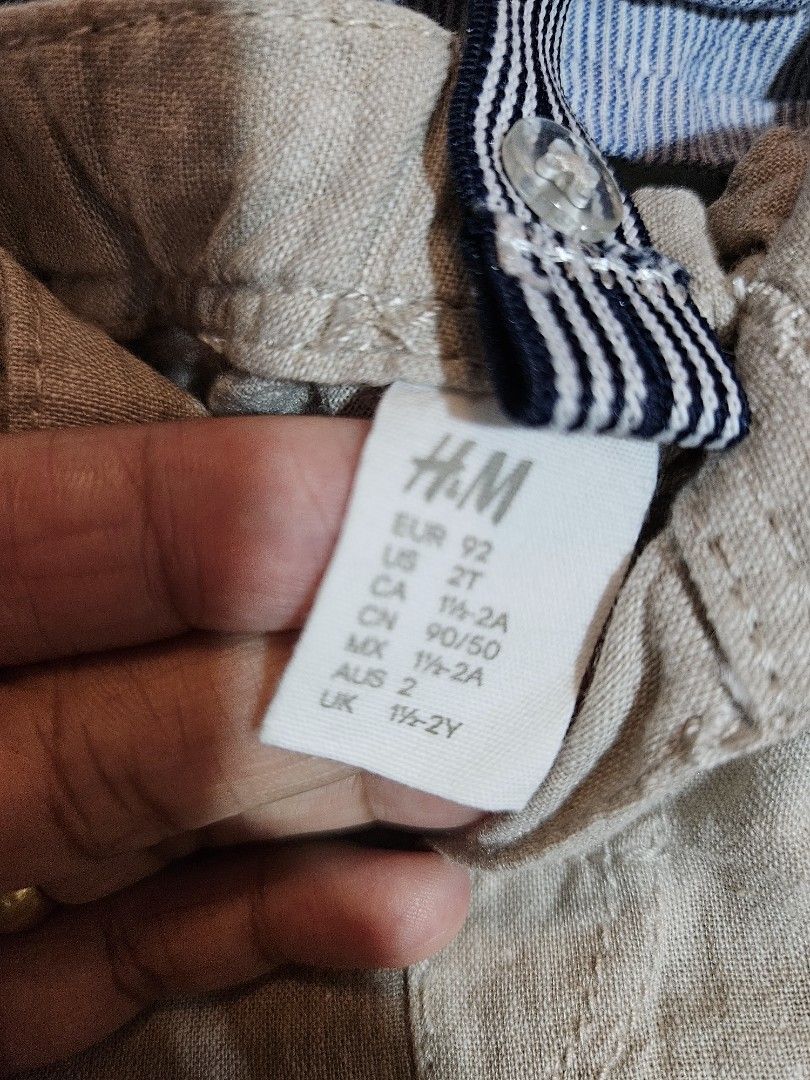 H&M
EUR 92
US 2T
CA 1½-2A
CN 90/50
MX 1½-2A
AUS 2
UK 1½-2Y